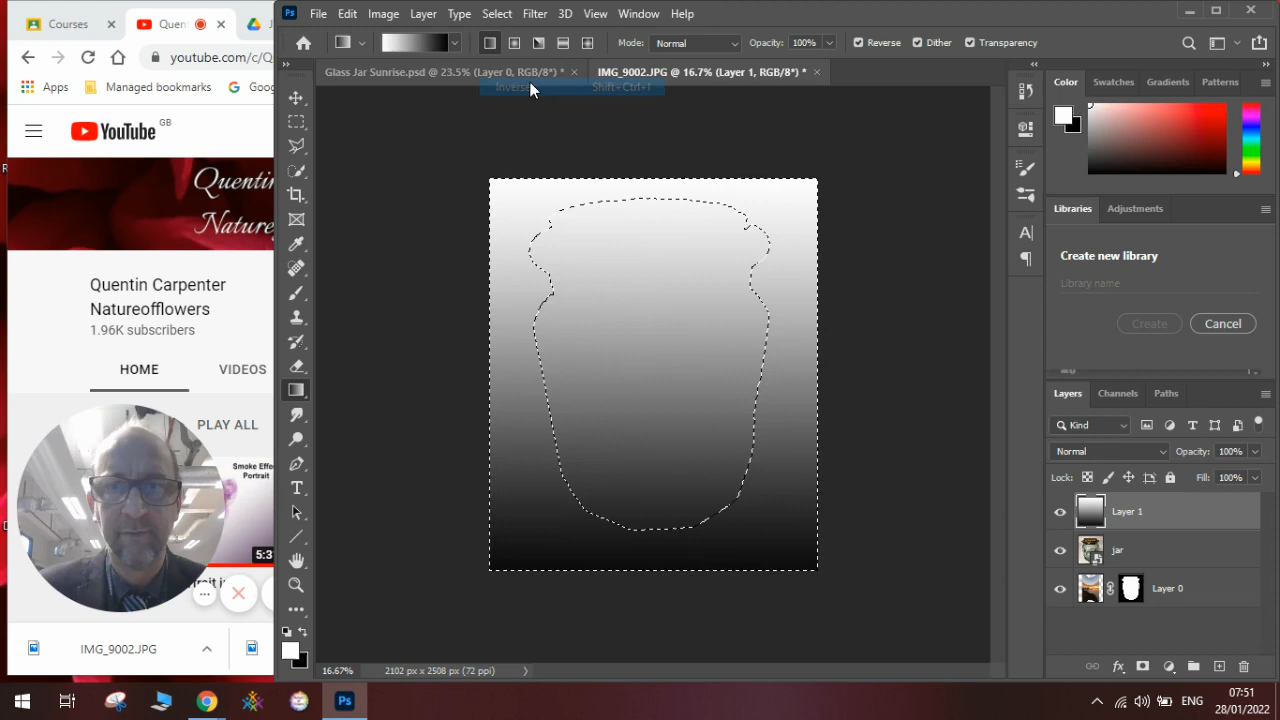 Courses
Quen
File Edit Image Layer Type Select Filter 3D View Window Help
Mode: Normal Opacity: 100% Reverse Dither Transparency
youtube.com/c/Q
Glass Jar Sunrise.psd @ 23.5% (Layer 0, RGB/8*) *
IMG_9002.JPG @ 16.7% (Layer 1, RGB/8*) *
Color Swatches Gradients Patterns
Apps Managed bookmarks Goo
Inverse Shift+Ctrl+I
YouTube GB
Quentin
Nature
Libraries Adjustments
Create new library
Library name
Create Cancel
Quentin Carpenter
Natureofflowers
1.96K subscribers
HOME VIDEOS
PLAY ALL
Smoke Effe
Portrait
5:3
Layers Channels Paths
Kind
Normal Opacity: 100%
Lock: Fill: 100%
Layer 1
jar
Layer 0
IMG_9002.JPG
16.67% 2102 px x 2508 px (72 ppi)
ENG
07:51
28/01/2022